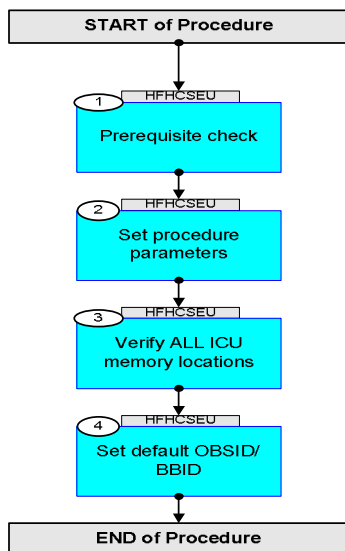 START of Procedure
HFHCSEU
1
Prerequisite check
HFHCSEU
2
Set procedure
parameters
HFHCSEU
3
Verify ALL ICU
memory locations
HFHCSEU
4
Set default OBSID/
BBID
END of Procedure